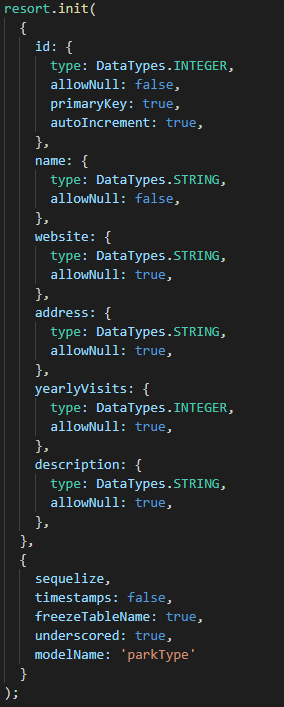 resort.init(
  {
    id: {
      type: DataTypes.INTEGER,
      allowNull: false,
      primaryKey: true,
      autoIncrement: true,
    },
    name: {
      type: DataTypes.STRING,
      allowNull: false,
    },
    website: {
      type: DataTypes.STRING,
      allowNull: true,
    },
    address: {
      type: DataTypes.STRING,
      allowNull: true,
    },
    yearlyVisits: {
      type: DataTypes.INTEGER,
      allowNull: true,
    },
    description: {
      type: DataTypes.STRING,
      allowNull: true,
    },
  },
  {
    sequelize,
    timestamps: false,
    freezeTableName: true,
    underscored: true,
    modelName: 'parkType'
  }
);